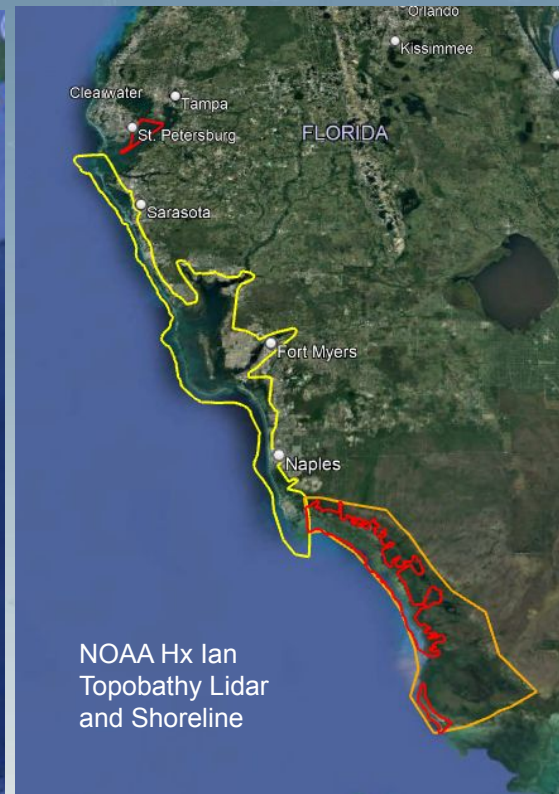 Orlando
Kissimmee
Clearwater
Tampa
St. Petersburg
FLORIDA
Sarasota
Fort Myers
Naples
NOAA Hx Ian
Topobathy Lidar
and Shoreline